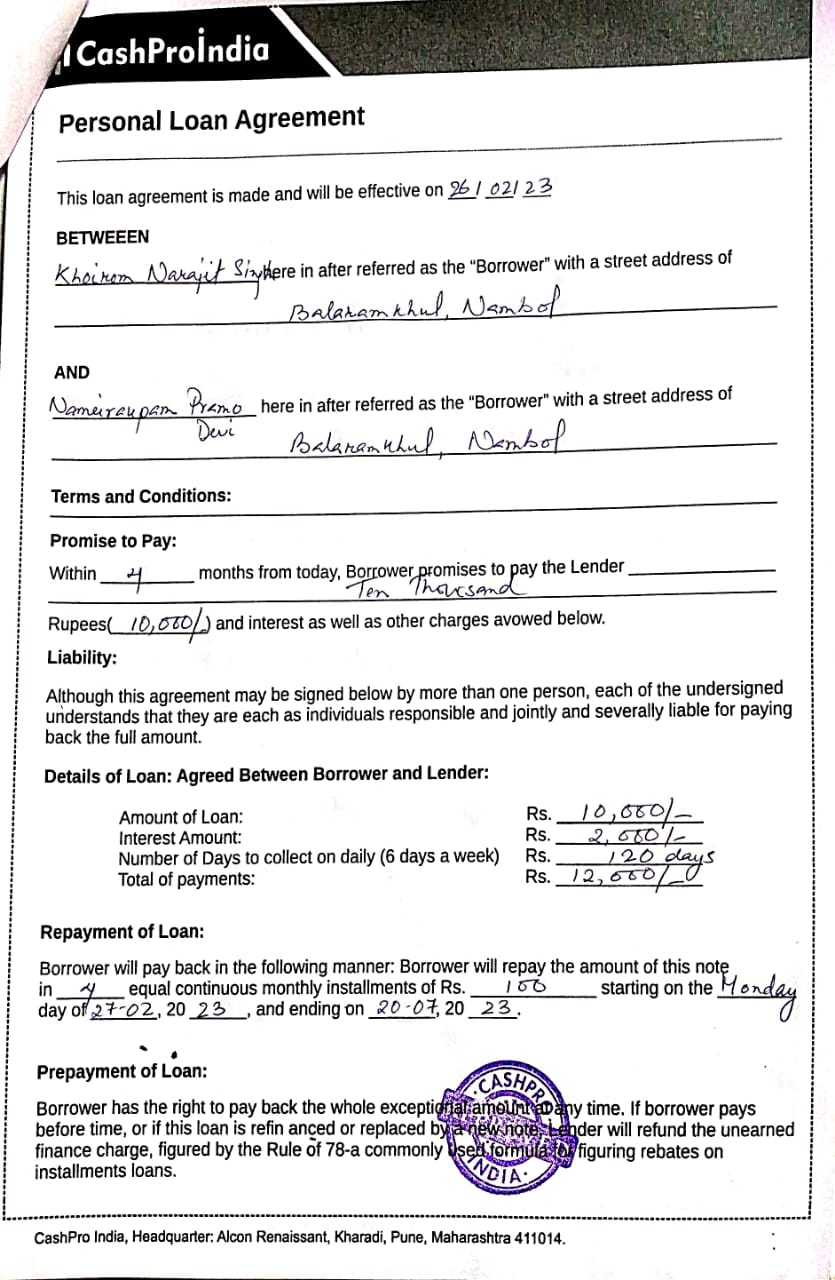 CashProIndia
Personal Loan Agreement
This loan agreement is made and will be effective on 26/ 02/ 23
BETWEEEN
Khoirom Narajit Singh here in after referred as the “Borrower” with a street address of
Balaramkhul, Nambol
AND
Nameirakpam Pramo here in after referred as the “Borrower” with a street address of
Devi Balaramkhul, Nambol
Terms and Conditions:
Promise to Pay:
Within 4 months from today, Borrower promises to pay the Lender
Ten Thousand
Rupees( 10,000/-) and interest as well as other charges avowed below.
Liability:
Although this agreement may be signed below by more than one person, each of the undersigned
understands that they are each as individuals responsible and jointly and severally liable for paying
back the full amount.
Details of Loan: Agreed Between Borrower and Lender:
Amount of Loan: Rs. 10,000/-
Interest Amount: Rs. 2,000/-
Number of Days to collect on daily (6 days a week) Rs. 120 days
Total of payments: Rs. 12,000/-
Repayment of Loan:
Borrower will pay back in the following manner: Borrower will repay the amount of this note
in 4 equal continuous monthly installments of Rs. 100 starting on the Monday
day of 27-02, 20 23 , and ending on 20-07, 20 23.
Prepayment of Loan:
Borrower has the right to pay back the whole exceptional amount at any time. If borrower pays
before time, or if this loan is refin anced or replaced by a new note. Lender will refund the unearned
finance charge, figured by the Rule of 78-a commonly used formula for figuring rebates on
installments loans.
CASHPRO
INDIA
CashPro India, Headquarter: Alcon Renaissant, Kharadi, Pune, Maharashtra 411014.